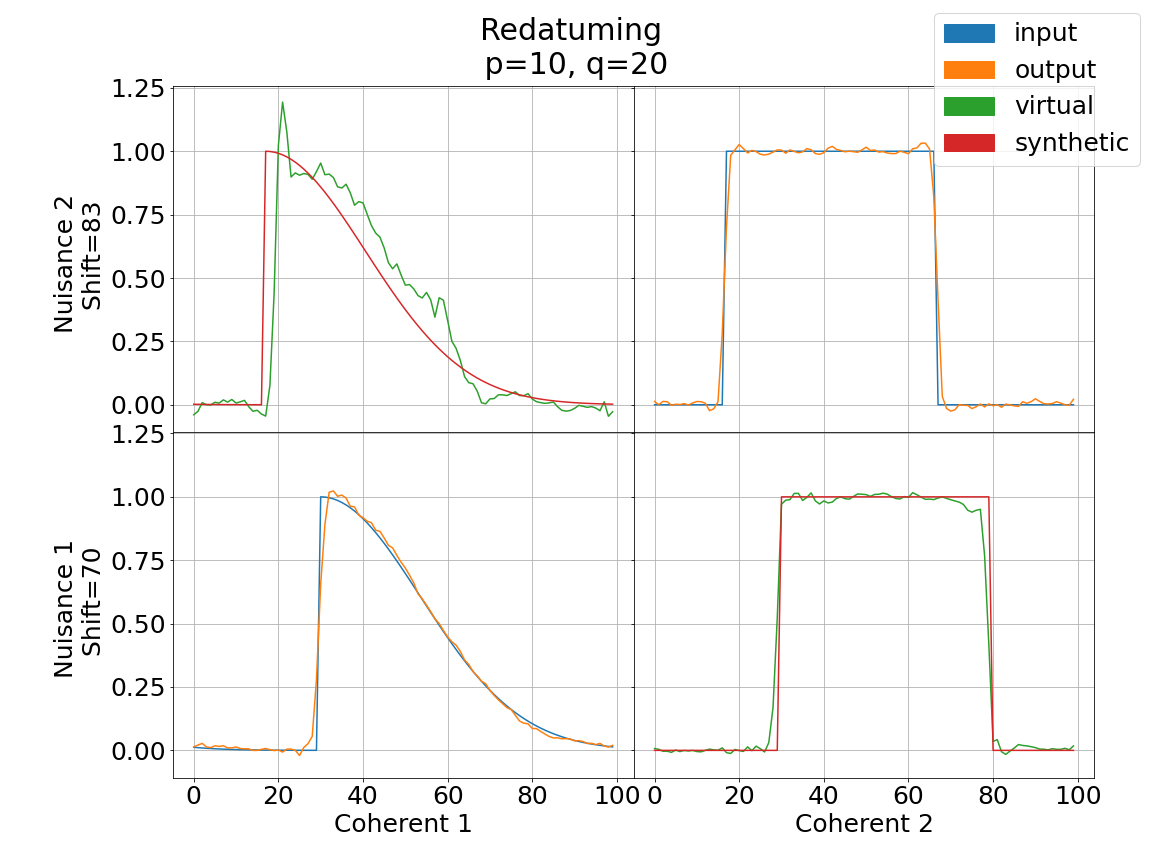 Redatuming
p=10, q=20
input
output
virtual
synthetic
Nuisance 2
Shift=83
1.25
1.00
0.75
0.50
0.25
0.00
Nuisance 1
Shift=70
1.25
1.00
0.75
0.50
0.25
0.00
0 20 40 60 80 100
0 20 40 60 80 100
Coherent 1
Coherent 2